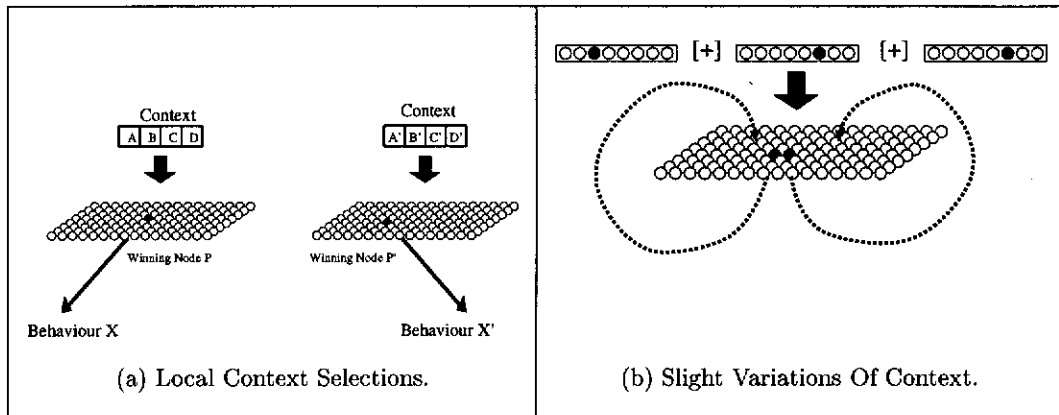 Context
A B C D
Winning Node P
Behaviour X
Context
A' B' C' D'
Winning Node P'
Behaviour X'
(a) Local Context Selections.
[+] [+]
(b) Slight Variations Of Context.